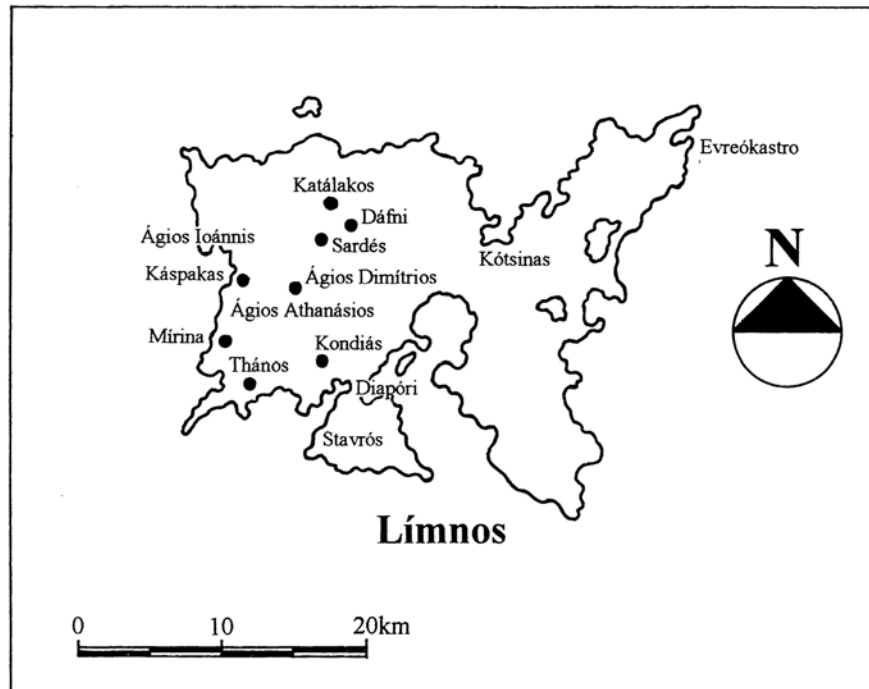 Evreókastro
Katálakos
Dáfni
Sardés
Ágios Ioánnis
Kótsinas
N
Káspakas
Ágios Dimítrios
Ágios Athanásios
Mírina
Thános
Kondiás
Diapóri
Stavrós
Límnos
0 10 20km